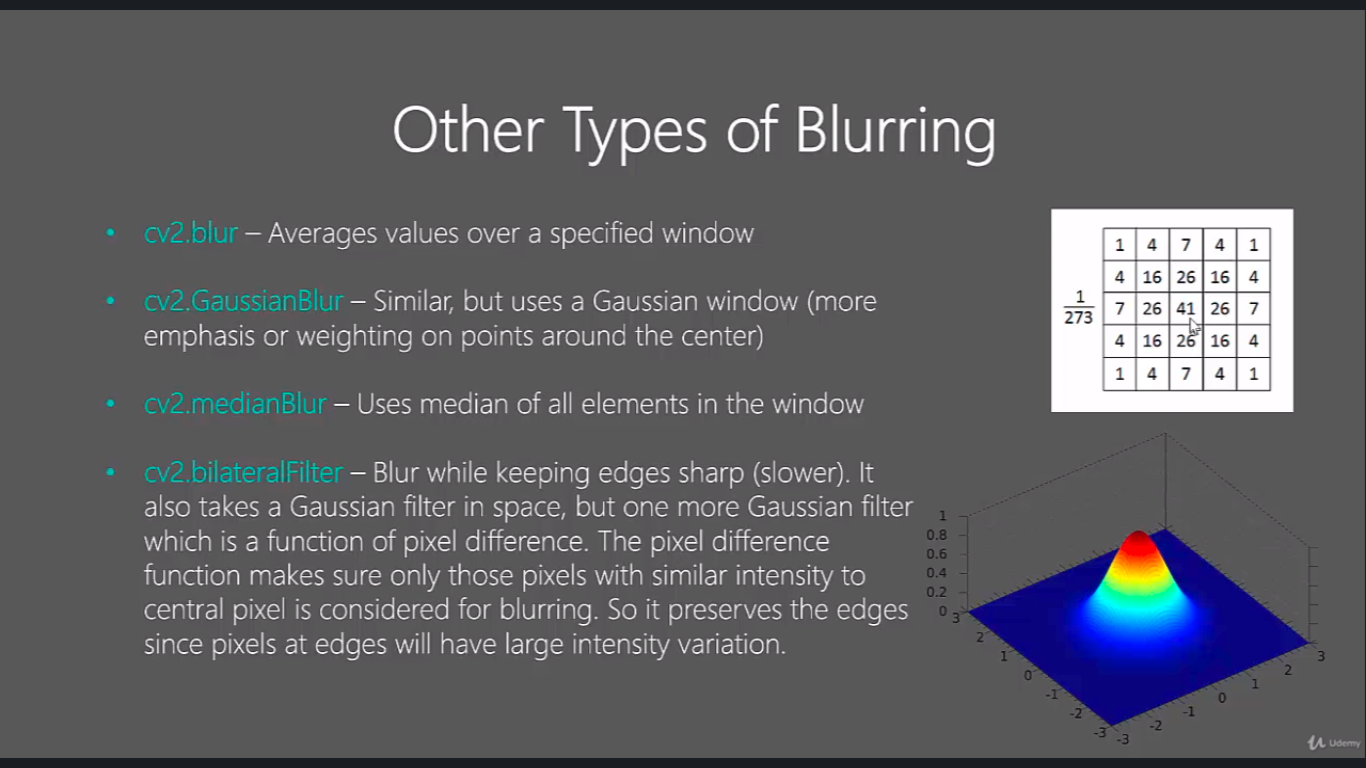 Other Types of Blurring
• cv2.blur – Averages values over a specified window
• cv2.GaussianBlur – Similar, but uses a Gaussian window (more
emphasis or weighting on points around the center)
• cv2.medianBlur – Uses median of all elements in the window
• cv2.bilateralFilter – Blur while keeping edges sharp (slower). It
also takes a Gaussian filter in space, but one more Gaussian filter
which is a function of pixel difference. The pixel difference
function makes sure only those pixels with similar intensity to
central pixel is considered for blurring. So it preserves the edges
since pixels at edges will have large intensity variation.
1
273
1 4 7 4 1
4 16 26 16 4
7 26 41 26 7
4 16 26 16 4
1 4 7 4 1
1
0.8
0.6
0.4
0.2
0
3
2
1
0
-1
-2
-3
-3
-2
-1
0
1
2
3
Udemy